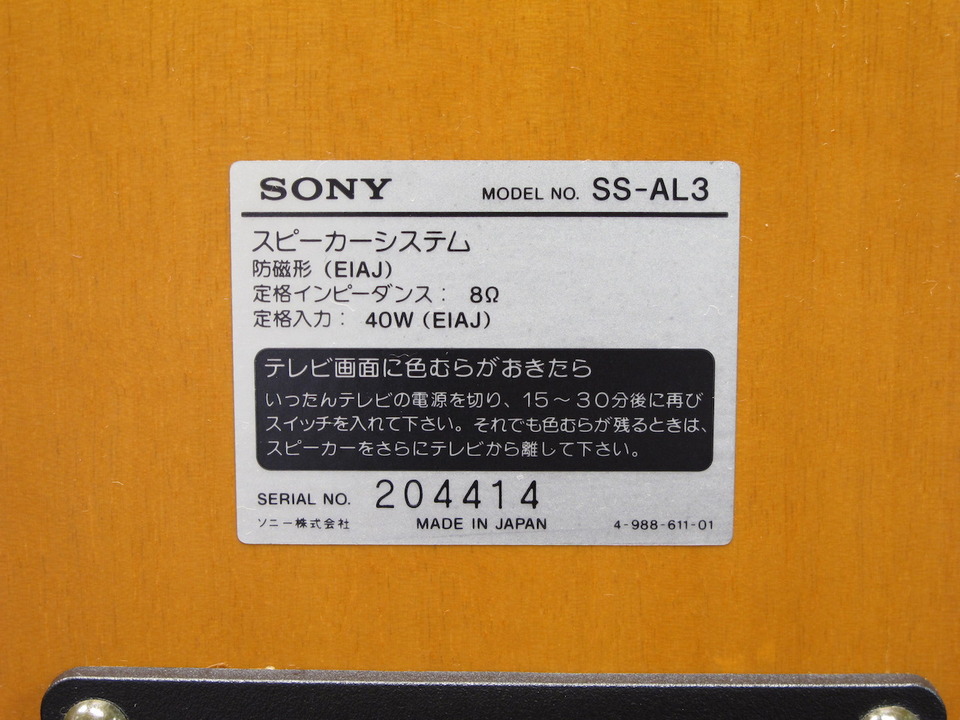 SONY MODEL NO. SS-AL3
スピーカーシステム
防磁形 (EIAJ)
定格インピーダンス： 8Ω
定格入力： 40W (EIAJ)
テレビ画面に色むらがおきたら
いったんテレビの電源を切り、15～30分後に再び
スイッチを入れて下さい。それでも色むらが残るときは、
スピーカーをさらにテレビから離して下さい。
SERIAL NO. 204414
ソニー株式会社 MADE IN JAPAN 4-988-611-01